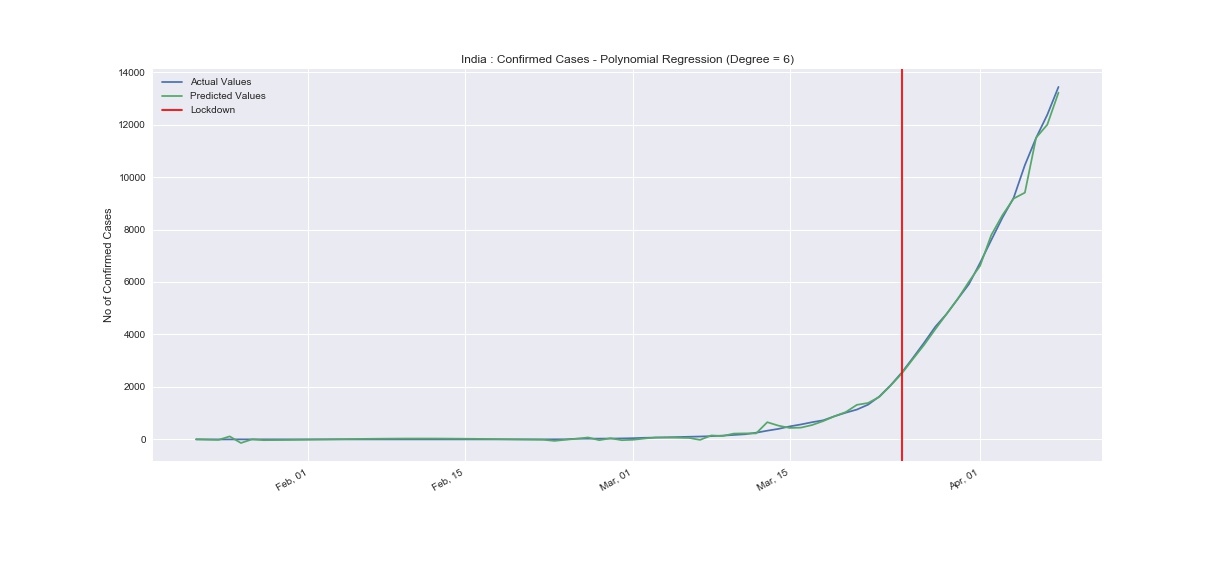 India : Confirmed Cases - Polynomial Regression (Degree = 6)
14000
12000
10000
8000
6000
4000
2000
0
No of Confirmed Cases
Actual Values
Predicted Values
Lockdown
Feb, 01
Feb, 15
Mar, 01
Mar, 15
Apr, 01